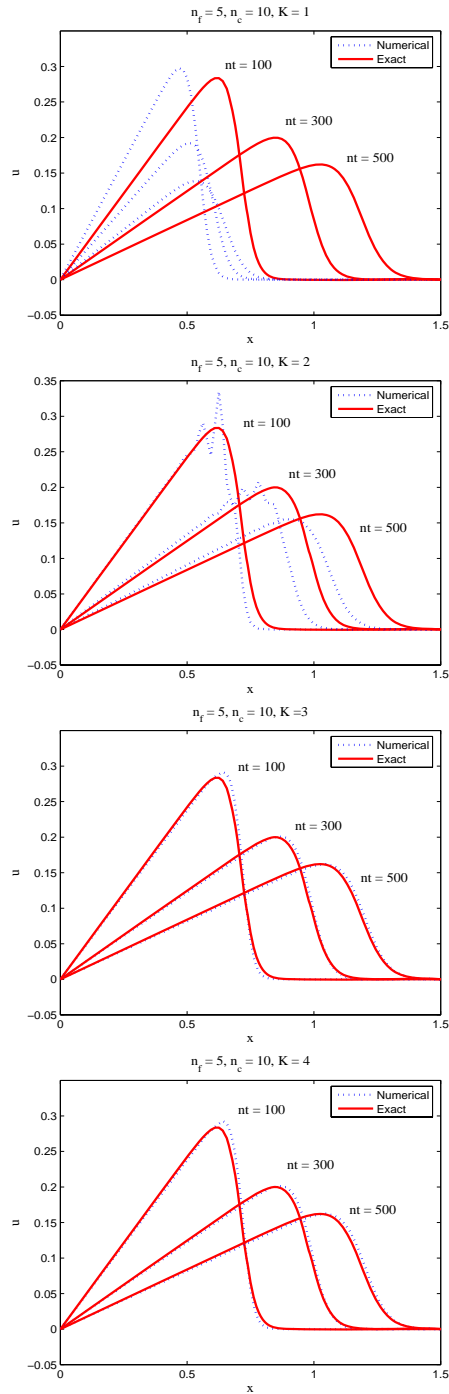 n_f = 5, n_c = 10, K = 1
0.3
0.25
0.2
0.15
0.1
0.05
0
−0.05
u
nt = 100
nt = 300
nt = 500
Numerical
Exact
0 0.5 1 1.5
x
n_f = 5, n_c = 10, K = 2
0.35
0.3
0.25
0.2
0.15
0.1
0.05
0
−0.05
u
nt = 100
nt = 300
nt = 500
Numerical
Exact
0 0.5 1 1.5
x
n_f = 5, n_c = 10, K =3
0.3
0.25
0.2
0.15
0.1
0.05
0
−0.05
u
nt = 100
nt = 300
nt = 500
Numerical
Exact
0 0.5 1 1.5
x
n_f = 5, n_c = 10, K = 4
0.3
0.25
0.2
0.15
0.1
0.05
0
−0.05
u
nt = 100
nt = 300
nt = 500
Numerical
Exact
0 0.5 1 1.5
x